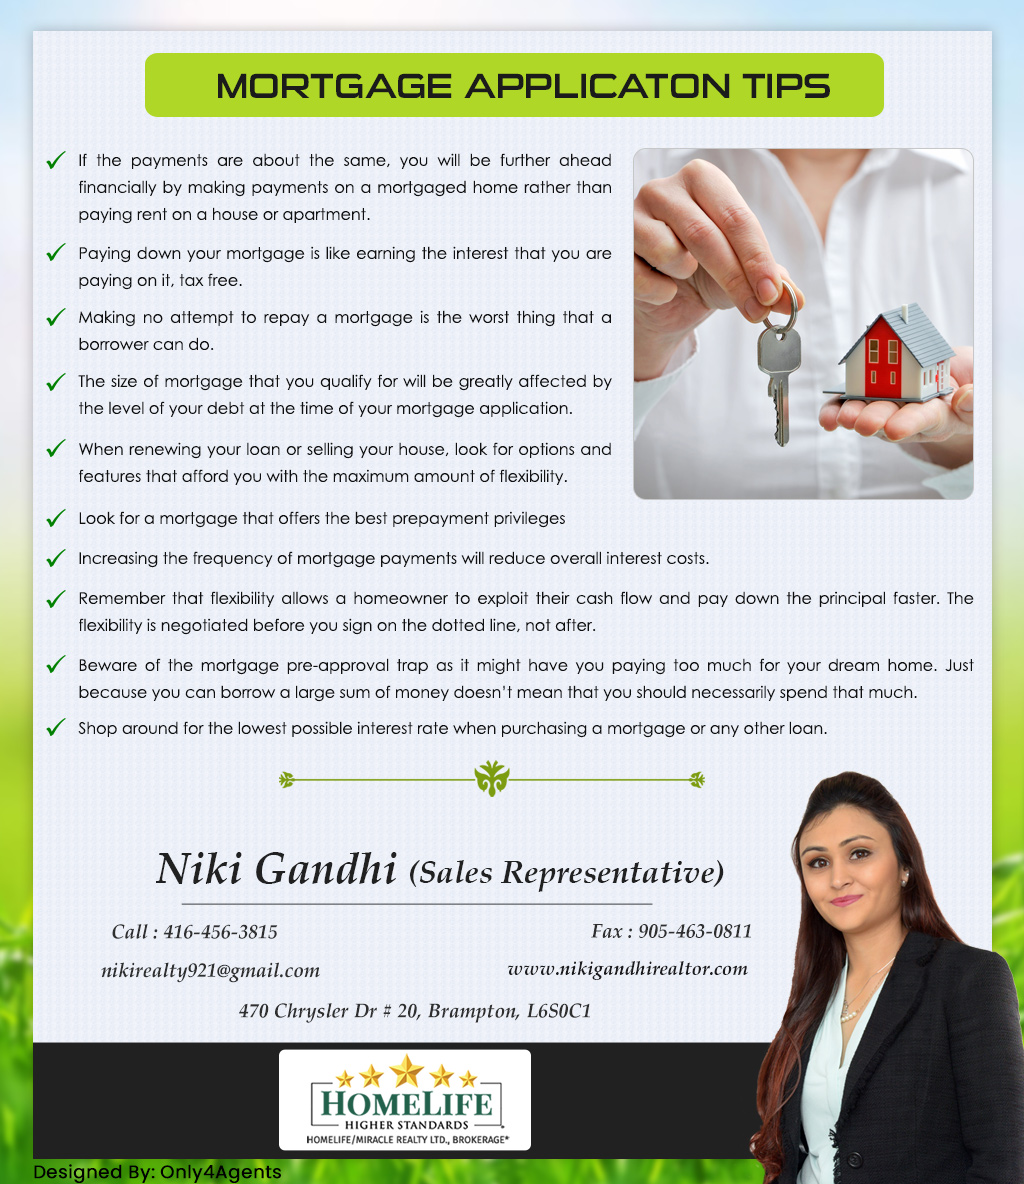 MORTGAGE APPLICATON TIPS
If the payments are about the same, you will be further ahead
financially by making payments on a mortgaged home rather than
paying rent on a house or apartment.
Paying down your mortgage is like earning the interest that you are
paying on it, tax free.
Making no attempt to repay a mortgage is the worst thing that a
borrower can do.
The size of mortgage that you qualify for will be greatly affected by
the level of your debt at the time of your mortgage application.
When renewing your loan or selling your house, look for options and
features that afford you with the maximum amount of flexibility.
Look for a mortgage that offers the best prepayment privileges
Increasing the frequency of mortgage payments will reduce overall interest costs.
Remember that flexibility allows a homeowner to exploit their cash flow and pay down the principal faster. The
flexibility is negotiated before you sign on the dotted line, not after.
Beware of the mortgage pre-approval trap as it might have you paying too much for your dream home. Just
because you can borrow a large sum of money doesn't mean that you should necessarily spend that much.
Shop around for the lowest possible interest rate when purchasing a mortgage or any other loan.
Niki Gandhi (Sales Representative)
Call : 416-456-3815
Fax : 905-463-0811
nikirealty921@gmail.com
www.nikigandhirealtor.com
470 Chrysler Dr # 20, Brampton, L6S0C1
HOMELIFE
HIGHER STANDARDS
HOMELIFE/MIRACLE REALTY LTD., BROKERAGE*
Designed By: Only4Agents